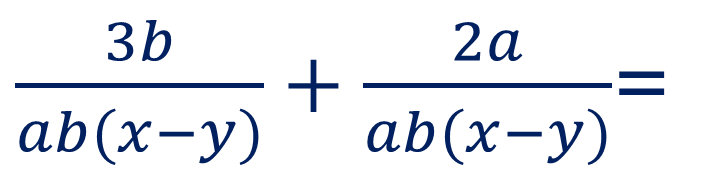 3b/ab(x−y) + 2a/ab(x−y) =